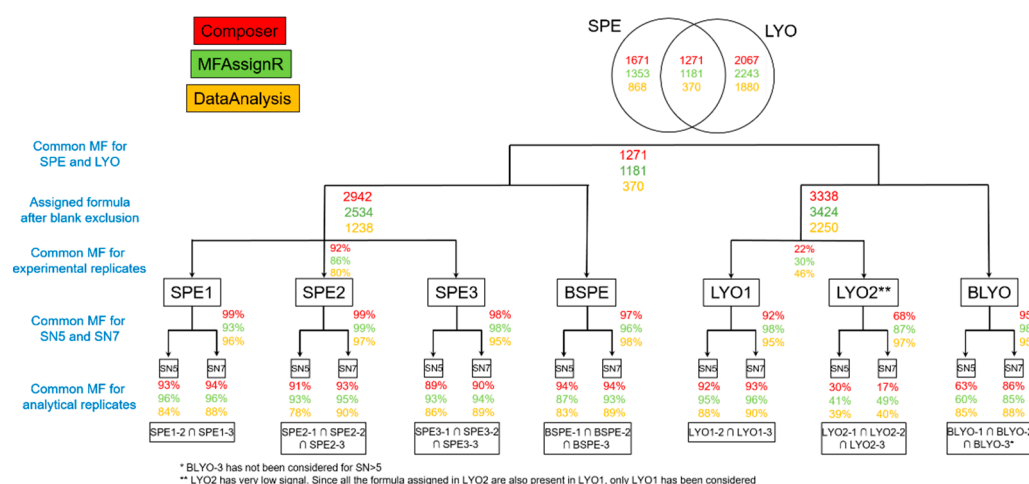 Composer
MFAssignR
DataAnalysis
SPE
LYO
1671 1271 2067
1353 1181 2243
868 370 1880
Common MF for
SPE and LYO
1271
1181
370
Assigned formula
after blank exclusion
2942
2534
1238
3338
3424
2250
Common MF for
experimental replicates
92%
86%
80%
22%
30%
46%
SPE1 SPE2 SPE3 BSPE LYO1 LYO2** BLYO
Common MF for
SN5 and SN7
99% 99% 98% 97% 92% 68% 95
93% 99% 98% 96% 98% 87% 98
96% 97% 95% 98% 95% 97% 95
SN5 SN7 SN5 SN7 SN5 SN7 SN5 SN7 SN5 SN7 SN5 SN7 SN5 SN7
Common MF for
analytical replicates
93% 94% 91% 93% 89% 90% 94% 94% 92% 93% 30% 17% 63% 86%
96% 96% 93% 95% 93% 94% 87% 93% 95% 96% 41% 49% 60% 85%
84% 88% 78% 90% 86% 89% 83% 89% 88% 90% 39% 40% 85% 88%
SPE1-2 ∩ SPE1-3
SPE2-1 ∩ SPE2-2
∩ SPE2-3
SPE3-1 ∩ SPE3-2
∩ SPE3-3
BSPE-1 ∩ BSPE-2
∩ BSPE-3
LYO1-2 ∩ LYO1-3
LYO2-1 ∩ LYO2-2
∩ LYO2-3
BLYO-1 ∩ BLYO-2
∩ BLYO-3*
* BLYO-3 has not been considered for SN>5
** LYO2 has very low signal. Since all the formula assigned in LYO2 are also present in LYO1, only LYO1 has been considered